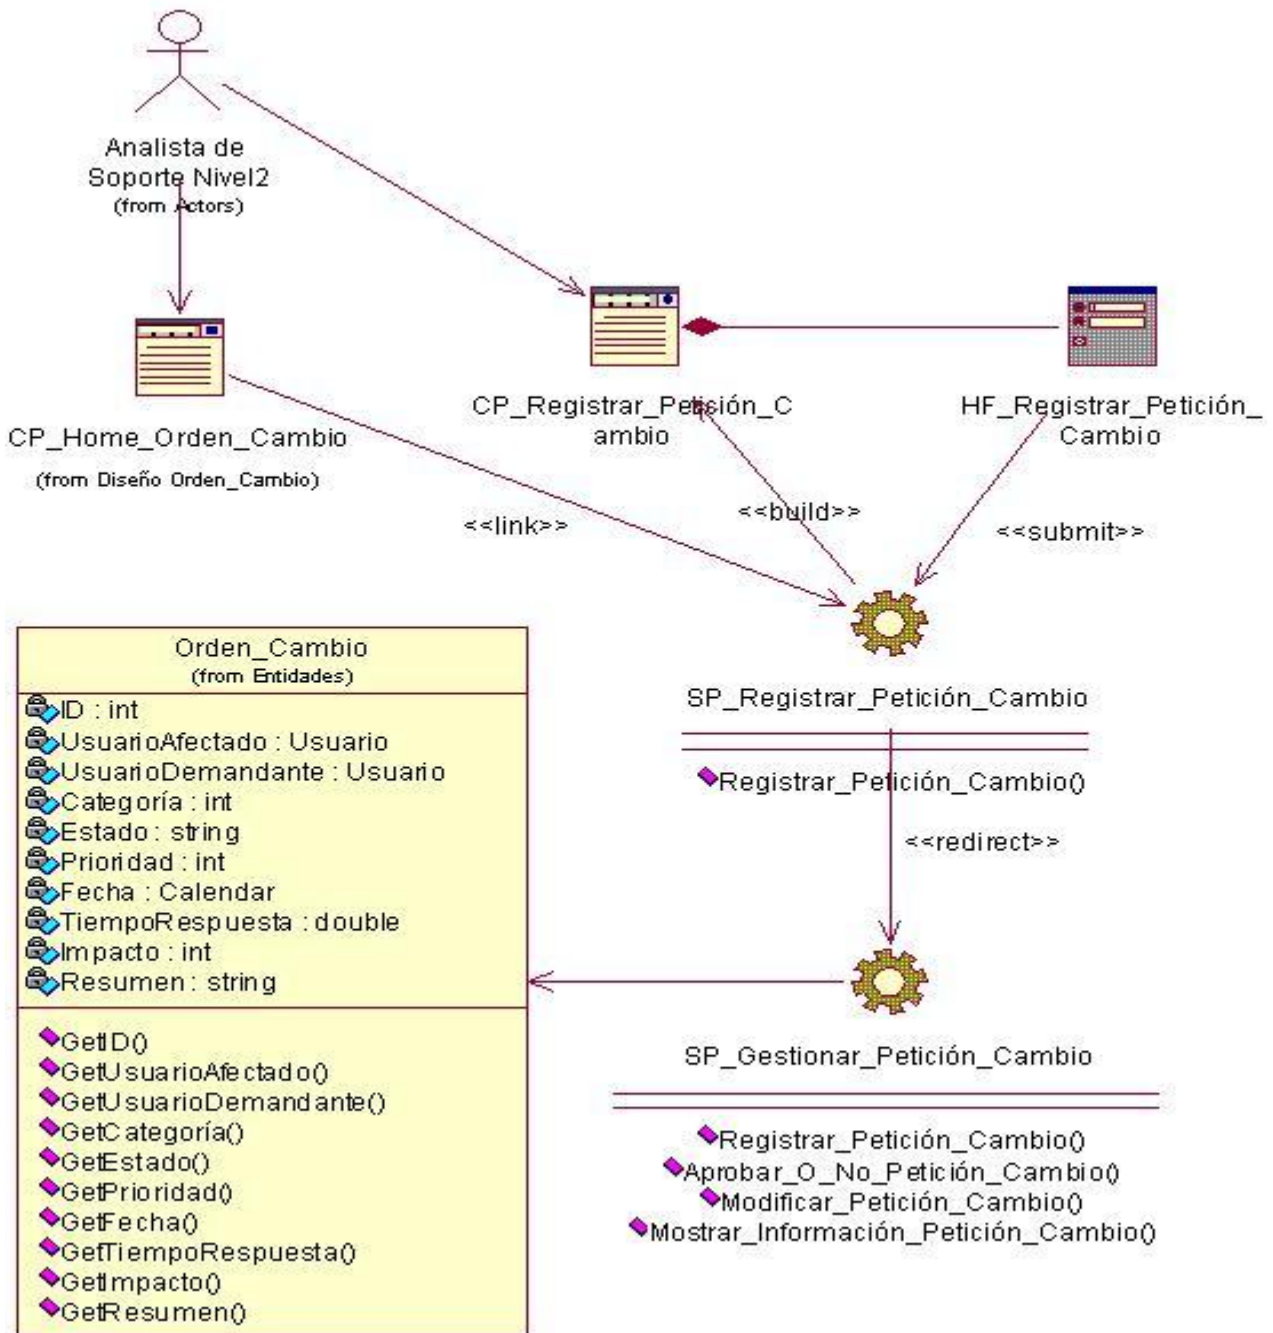 Analista de
Soporte Nivel2
(from Actors)
CP_Home_Orden_Cambio
(from Diseño Orden_Cambio)
CP_Registrar_Petición_C
ambio
HF_Registrar_Petición_
Cambio
<<link>>
<<build>>
<<submit>>
SP_Registrar_Petición_Cambio
Registrar_Petición_Cambio()
<<redirect>>
SP_Gestionar_Petición_Cambio
Registrar_Petición_Cambio()
Aprobar_O_No_Petición_Cambio()
Modificar_Petición_Cambio()
Mostrar_Información_Petición_Cambio()
Orden_Cambio
(from Entidades)
ID : int
UsuarioAfectado : Usuario
UsuarioDemandante : Usuario
Categoría : int
Estado : string
Prioridad : int
Fecha : Calendar
TiempoRespuesta : double
Impacto : int
Resumen : string
GetID()
GetUsuarioAfectado()
GetUsuarioDemandante()
GetCategoría()
GetEstado()
GetPrioridad()
GetFecha()
GetTiempoRespuesta()
GetImpacto()
GetResumen()